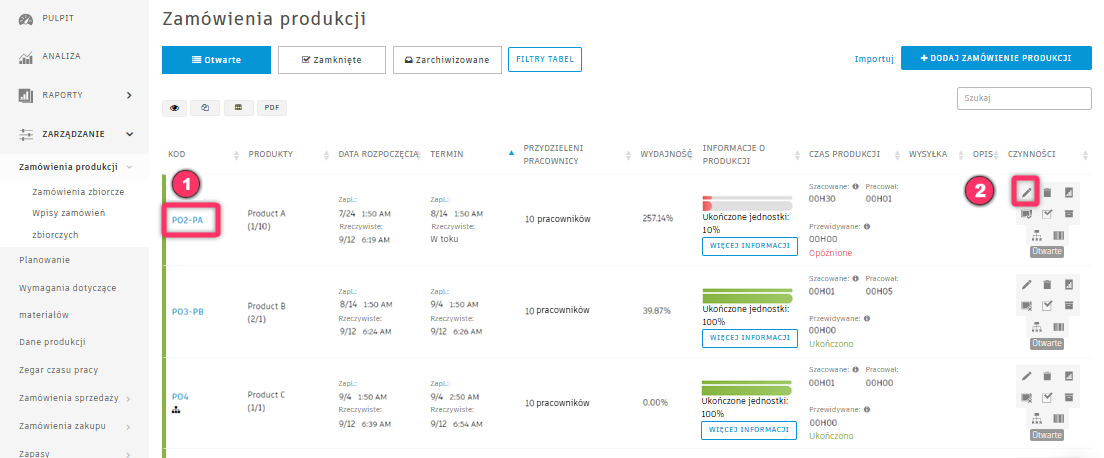 PULPIT
ANALIZA
RAPORTY
ZARZĄDZANIE
Zamówienia produkcji
Zamówienia zbiorcze
Wpisy zamówień
zbiorczych
Planowanie
Wymagania dotyczące
materiałów
Dane produkcji
Zegar czasu pracy
Zamówienia sprzedaży
Zamówienia zakupu
Zapasy
Zamówienia produkcji
Otwarte
Zamknięte
Zarchiwizowane
FILTRY TABEL
Importuj
+ DODAJ ZAMÓWIENIE PRODUKCJI
PDF
Szukaj
KOD
PRODUKTY
DATA ROZPOCZĘCIA
TERMIN
PRZYDZIELENI
PRACOWNICY
WYDAJNOŚĆ
INFORMACJE O
PRODUKCJI
CZAS PRODUKCJI
WYSYŁKA
OPIS
CZYNNOŚCI
1
2
PO2-PA
Product A
(1/10)
Zapl.:
7/24 1:50 AM
Rzeczywiste:
9/12 6:19 AM
Zapl.:
8/14 1:50 AM
Rzeczywiste:
W toku
10 pracowników
257.14%
Ukończone jednostki:
10%
WIĘCEJ INFORMACJI
Szacowane: Pracował:
00H30 00H01
Przewidywane:
00H00
Opóźnione
Otwarte
PO3-PB
Product B
(2/1)
Zapl.:
8/14 1:50 AM
Rzeczywiste:
9/12 6:24 AM
Zapl.:
9/4 1:50 AM
Rzeczywiste:
9/12 6:26 AM
10 pracowników
39.87%
Ukończone jednostki:
100%
WIĘCEJ INFORMACJI
Szacowane: Pracował:
00H01 00H05
Przewidywane:
00H00
Ukończono
Otwarte
PO4
Product C
(1/1)
Zapl.:
9/4 1:50 AM
Rzeczywiste:
9/12 6:39 AM
Zapl.:
9/4 2:50 AM
Rzeczywiste:
9/12 6:54 AM
10 pracowników
0.00%
Ukończone jednostki:
100%
WIĘCEJ INFORMACJI
Szacowane: Pracował:
00H01 00H00
Przewidywane:
00H00
Ukończono
Otwarte